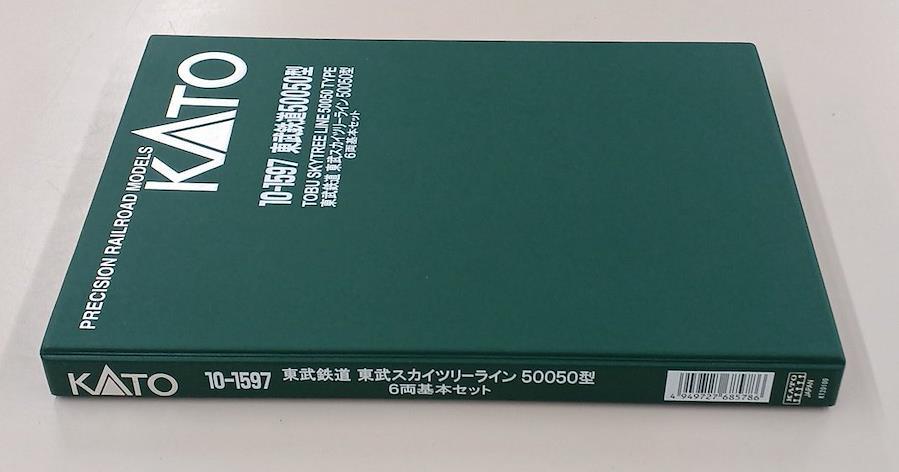 PRECISION RAILROAD MODELS
KATO
10-1597 東武鉄道50050型
TOBU SKYTREE LINE 50050 TYPE
東武鉄道 東武スカイツリーライン 50050型
6両基本セット
KATO
10-1597 東武鉄道 東武スカイツリーライン 50050型
6両基本セット
4 949727 685786
KATO
JAPAN